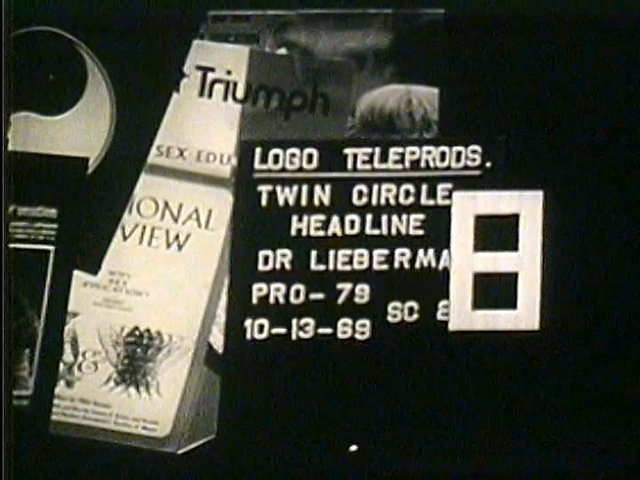 Triumph
SEX EDU
IONAL
VIEW
&
LOGO TELEPRODS.
TWIN CIRCLE
HEADLINE
DR LIEBERMA
PRO-79
SC 8
10-13-69
8